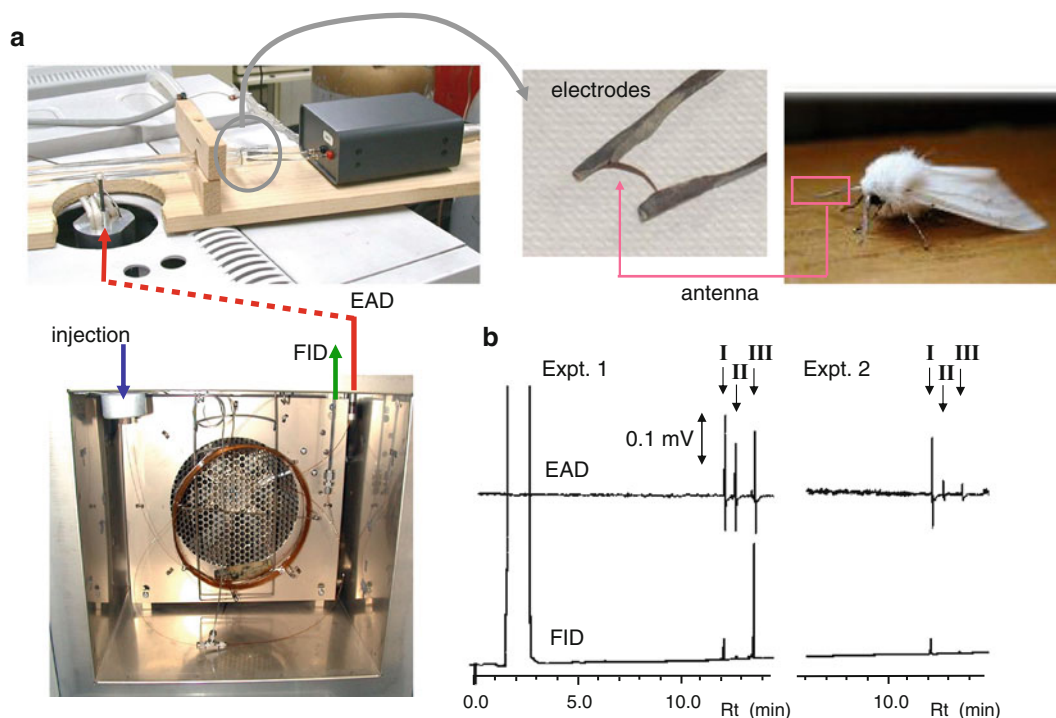 a
electrodes
antenna
EAD
injection
FID
b
I
II
III
Expt. 1
0.1 mV
EAD
FID
0.0
5.0
10.0
Rt (min)
Expt. 2
I
II
III
10.0
Rt (min)